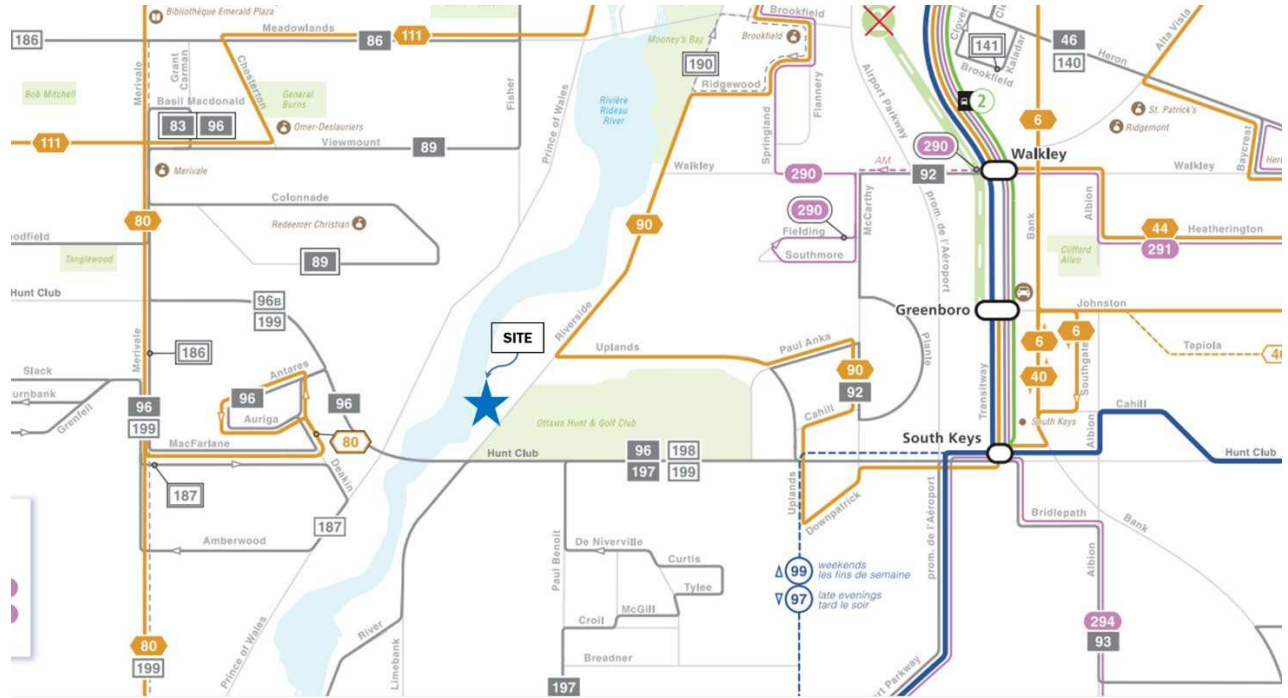 Bibliothèque Emerald Plaza
186
Meadowlands
86
111
Brookfield
Mooney's Bay
Brookfield
190
Ridgewood
141
Clover
Kaladar
Brookfield
46
140
Heron
Alta Vista
Bob Mitchell
Merivale
Grant Carman
Chesterton
General Burns
Fisher
Prince of Wales
Rivière Rideau River
Basil Macdonald
83
96
Omer-Deslauriers
Viewmount
89
111
Springland
Flannery
Airport Parkway
2
6
St. Patrick's
Ridgemont
Baycrest
Merivale
Walkley
290
AM
92
290
Walkley
Walkley
Colonnade
80
Redeemer Christian
89
90
290
Fielding
Southmore
McCarthy
prom. de l'Aéroport
Bank
Albion
44
291
Heatherington
Clifford Allen
Tanglewood
Hunt Club
96B
199
Greenboro
Johnston
Riverside
SITE
Uplands
Paul Anka
Plante
6
6
Tapiola
Southgate
40
Merivale
186
Slack
Grenfell
Antares
96
Auriga
96
96
199
MacFarlane
80
Deakin
90
92
Cahill
Transitway
South Keys
Albion
Cahill
Ottawa Hunt & Golf Club
South Keys
Hunt Club
96
198
197
199
Hunt Club
187
187
Amberwood
Uplands
Downpatrick
prom. de l'Aéroport
Bridlepath
Bank
Albion
Paul Benoit
De Niverville
Curtis
Tylee
McGill
Croil
Breadner
99
weekends
les fins de semaine
97
late evenings
tard le soir
294
93
80
199
Prince of Wales
River
Limebank
197